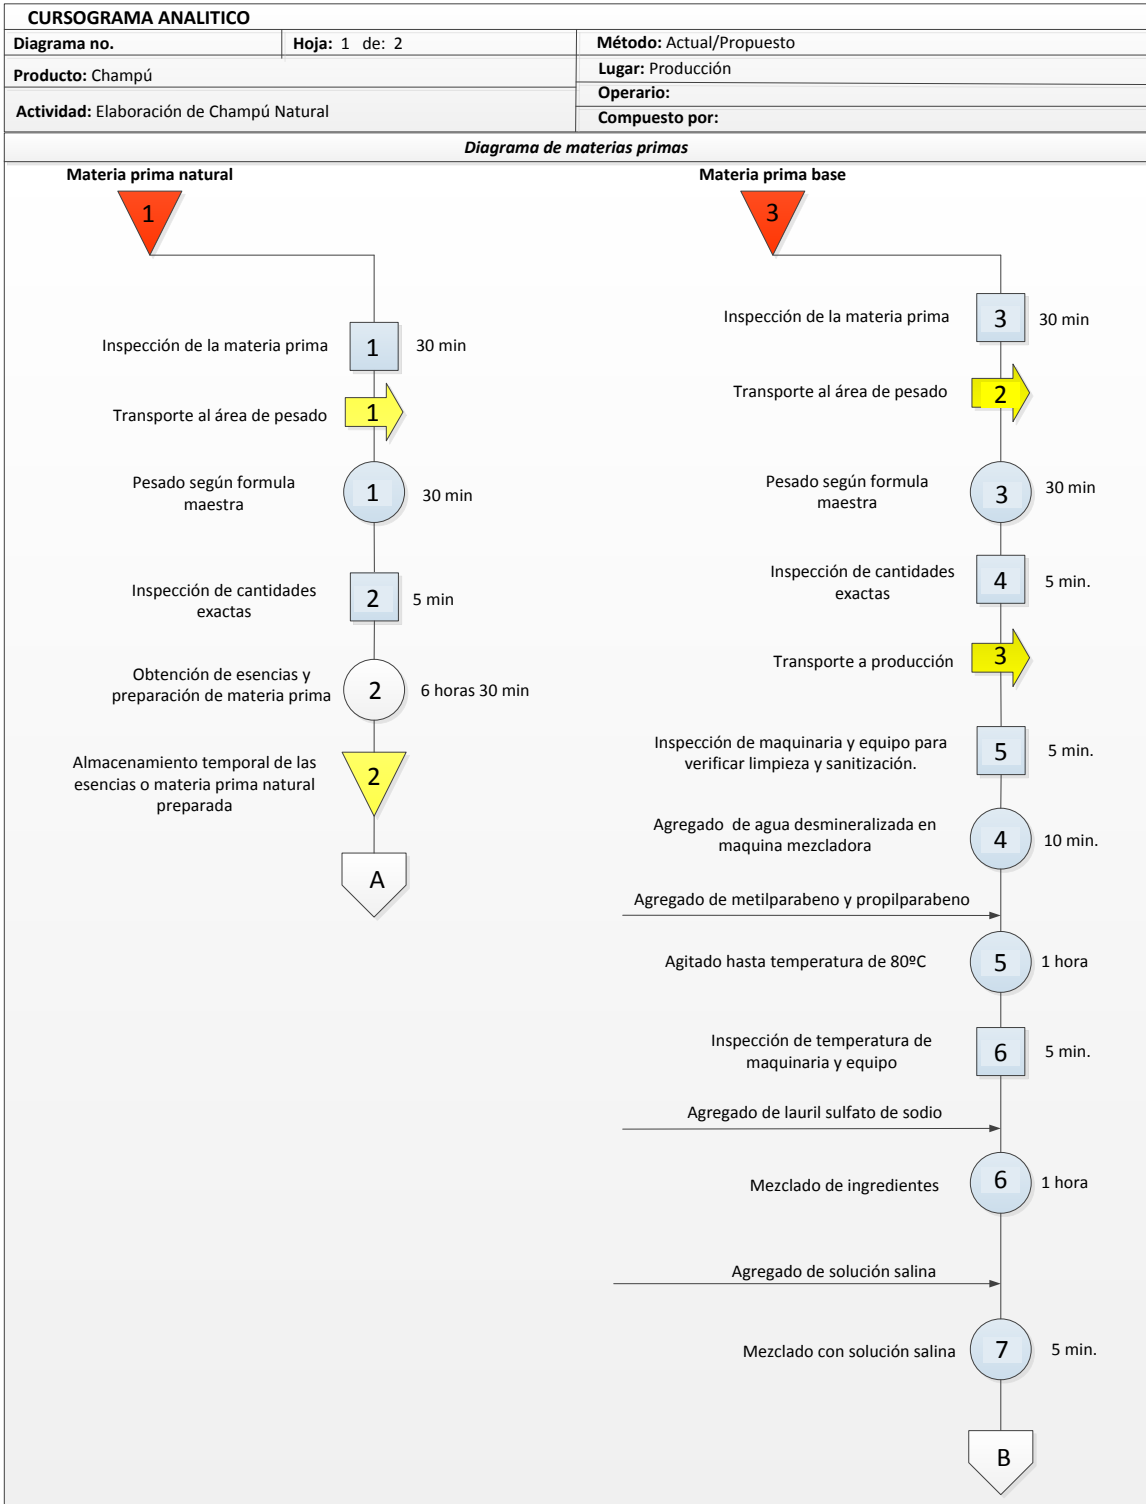 CURSOGRAMA ANALITICO
Diagrama no.
Hoja: 1 de: 2
Método: Actual/Propuesto
Producto: Champú
Lugar: Producción
Operario:
Actividad: Elaboración de Champú Natural
Compuesto por:
Diagrama de materias primas
Materia prima natural
1
Inspección de la materia prima
1
30 min
Transporte al área de pesado
1
Pesado según formula
maestra
1
30 min
Inspección de cantidades
exactas
2
5 min
Obtención de esencias y
preparación de materia prima
2
6 horas 30 min
Almacenamiento temporal de las
esencias o materia prima natural
preparada
2
A
Materia prima base
3
Inspección de la materia prima
3
30 min
Transporte al área de pesado
2
Pesado según formula
maestra
3
30 min
Inspección de cantidades
exactas
4
5 min.
Transporte a producción
3
Inspección de maquinaria y equipo para
verificar limpieza y sanitización.
5
5 min.
Agregado de agua desmineralizada en
maquina mezcladora
4
10 min.
Agregado de metilparabeno y propilparabeno
Agitado hasta temperatura de 80ºC
5
1 hora
Inspección de temperatura de
maquinaria y equipo
6
5 min.
Agregado de lauril sulfato de sodio
Mezclado de ingredientes
6
1 hora
Agregado de solución salina
Mezclado con solución salina
7
5 min.
B